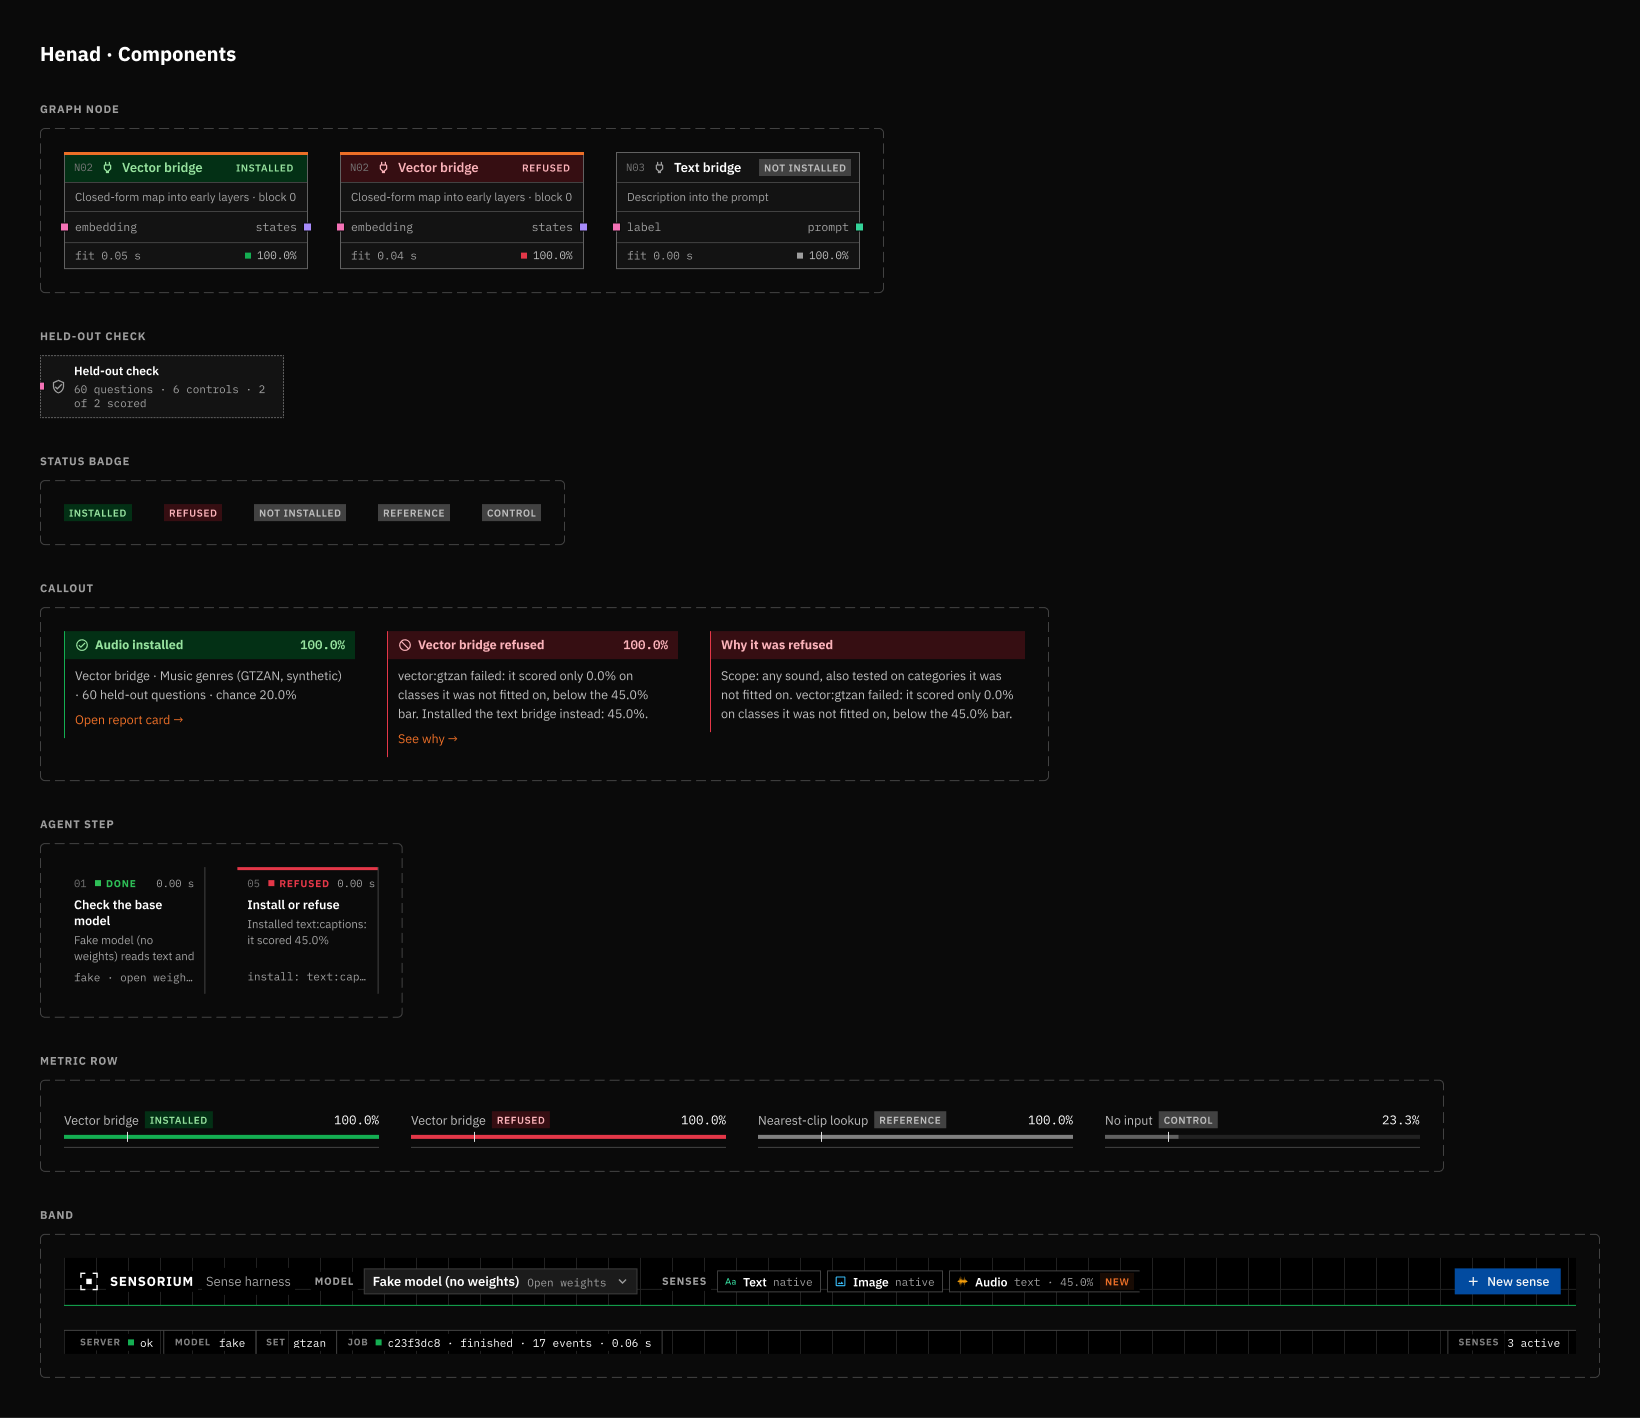 Henad · Components
GRAPH NODE
N02 Vector bridge INSTALLED
Closed-form map into early layers · block 0
embedding states
fit 0.05 s 100.0%
N02 Vector bridge REFUSED
Closed-form map into early layers · block 0
embedding states
fit 0.04 s 100.0%
N03 Text bridge NOT INSTALLED
Description into the prompt
label prompt
fit 0.00 s 100.0%
HELD-OUT CHECK
Held-out check
60 questions · 6 controls · 2
of 2 scored
STATUS BADGE
INSTALLED REFUSED NOT INSTALLED REFERENCE CONTROL
CALLOUT
Audio installed 100.0%
Vector bridge · Music genres (GTZAN, synthetic)
· 60 held-out questions · chance 20.0%
Open report card →
Vector bridge refused 100.0%
vector:gtzan failed: it scored only 0.0% on
classes it was not fitted on, below the 45.0%
bar. Installed the text bridge instead: 45.0%.
See why →
Why it was refused
Scope: any sound, also tested on categories it was
not fitted on. vector:gtzan failed: it scored only 0.0%
on classes it was not fitted on, below the 45.0% bar.
AGENT STEP
01 DONE 0.00 s
Check the base
model
Fake model (no
weights) reads text and
fake · open weigh…
05 REFUSED 0.00 s
Install or refuse
Installed text:captions:
it scored 45.0%
install: text:cap…
METRIC ROW
Vector bridge INSTALLED 100.0%
Vector bridge REFUSED 100.0%
Nearest-clip lookup REFERENCE 100.0%
No input CONTROL 23.3%
BAND
SENSORIUM Sense harness MODEL Fake model (no weights) Open weights SENSES Aa Text native Image native Audio text · 45.0% NEW + New sense
SERVER ok MODEL fake SET gtzan JOB c23f3dc8 · finished · 17 events · 0.06 s SENSES 3 active